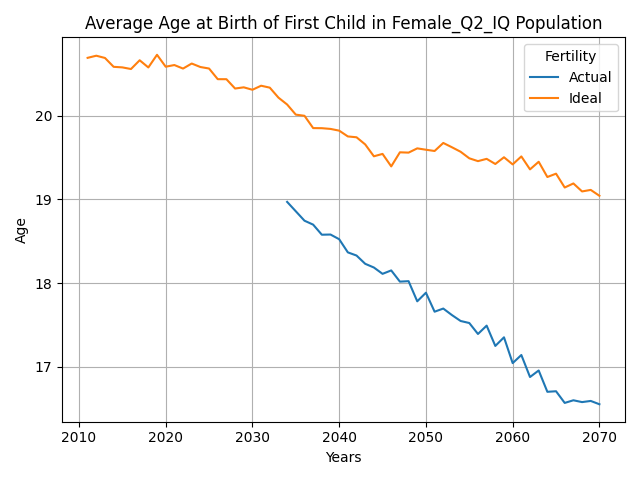 Average Age at Birth of First Child in Female_Q2_IQ Population
Fertility
Actual
Ideal
Age
20
19
18
17
2010 2020 2030 2040 2050 2060 2070
Years